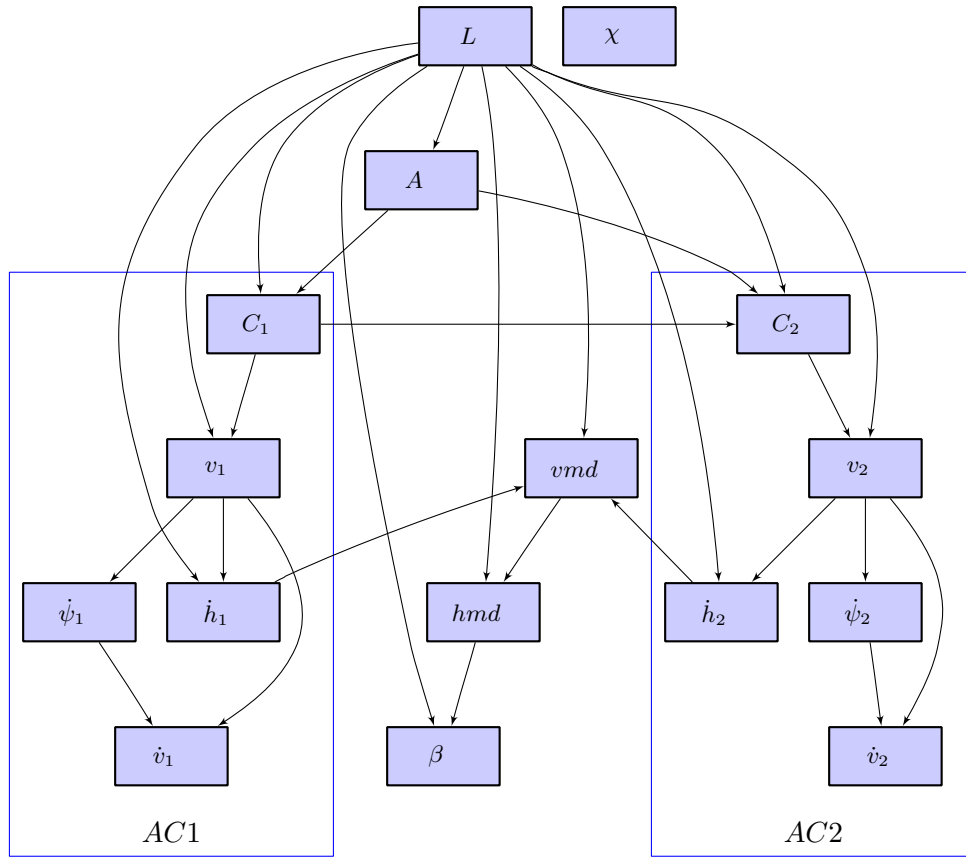 L χ
A
C₁ C₂
v₁ vmd v₂
ψ̇₁ ḣ₁ hmd ḣ₂ ψ̇₂
v̇₁ β v̇₂
AC1 AC2